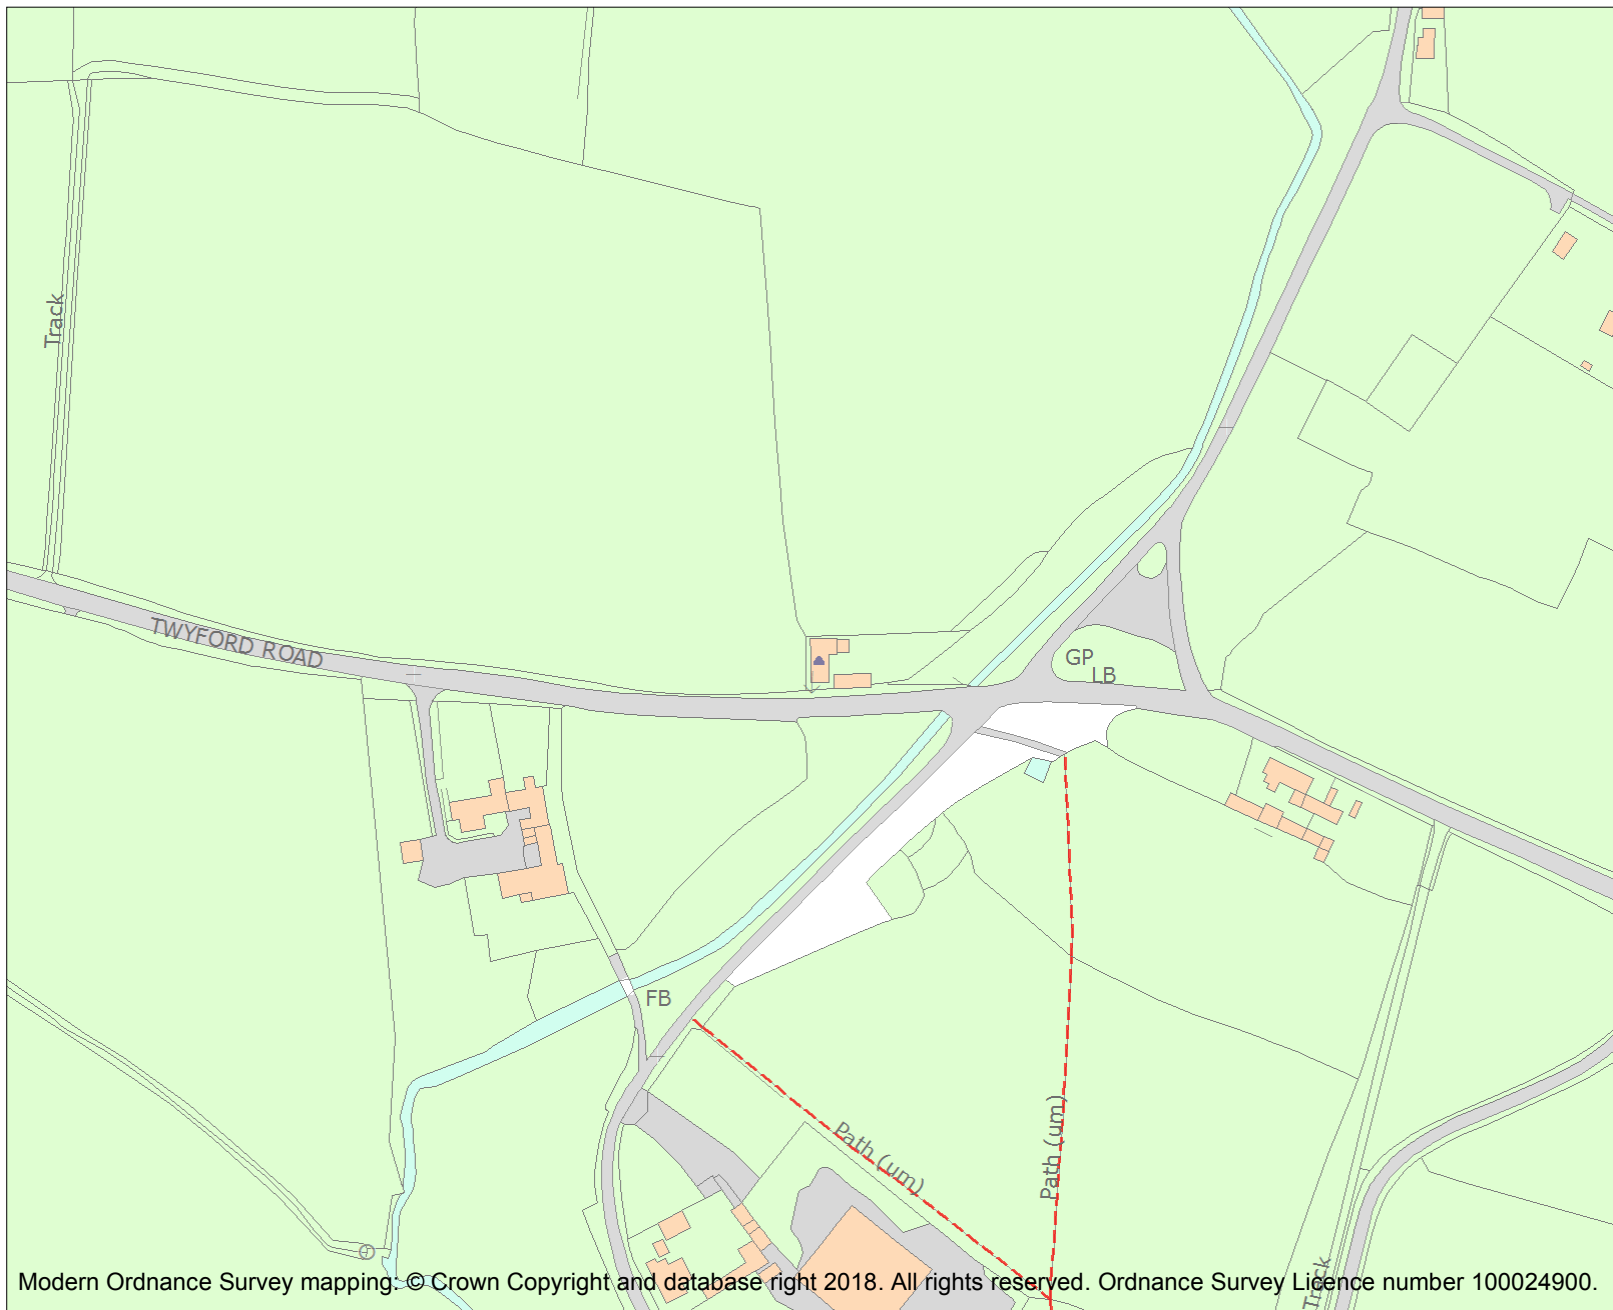 Track
TWYFORD ROAD
GP
LB
FB
Path (um)
Path (um)
Track
Modern Ordnance Survey mapping: © Crown Copyright and database right 2018. All rights reserved. Ordnance Survey Licence number 100024900.